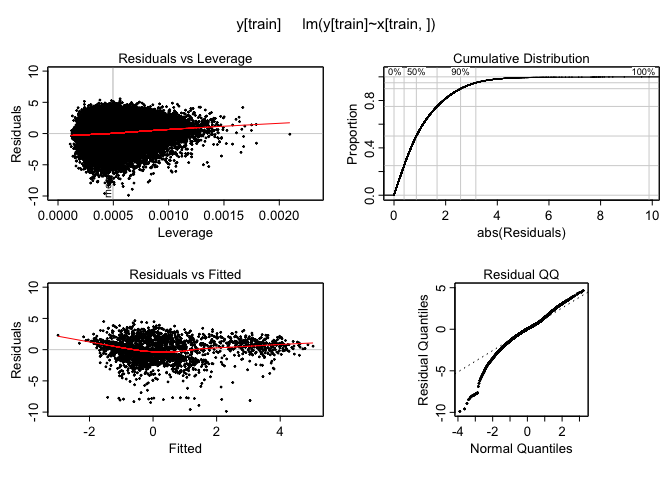 y[train]     lm(y[train]~x[train, ])
Residuals vs Leverage
Residuals
10
5
0
-5
-10
0.0000 0.0005 0.0010 0.0015 0.0020
Leverage
Cumulative Distribution
0% 50% 90% 100%
Proportion
0.8
0.4
0.0
0 2 4 6 8 10
abs(Residuals)
Residuals vs Fitted
Residuals
10
5
0
-5
-10
-2 0 2 4
Fitted
Residual QQ
Residual Quantiles
5
0
-5
-10
-4 -2 0 2
Normal Quantiles